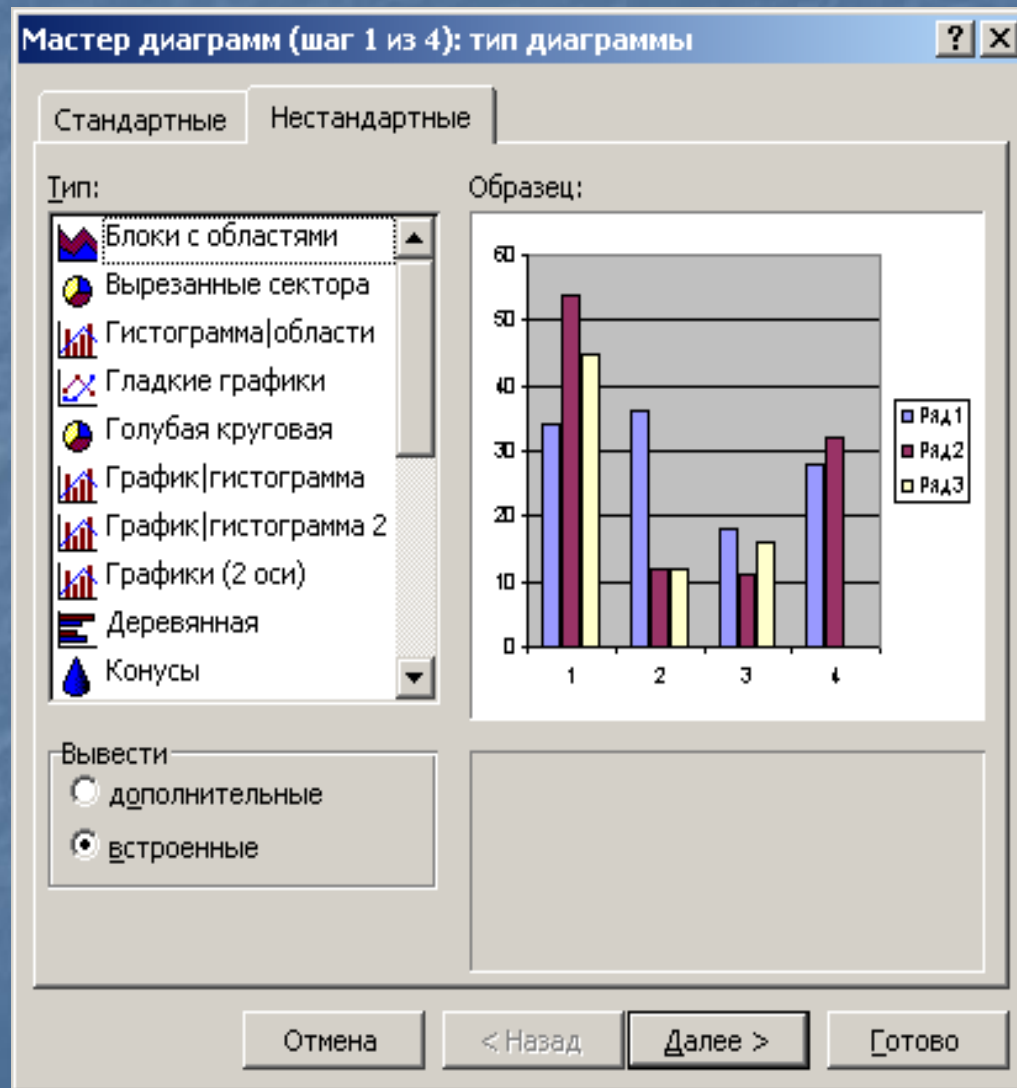 Мастер диаграмм (шаг 1 из 4): тип диаграммы
Стандартные
Нестандартные
Тип:
Блоки с областями
Вырезанные сектора
Гистограмма|области
Гладкие графики
Голубая круговая
График|гистограмма
График|гистограмма 2
Графики (2 оси)
Деревянная
Конусы
Образец:
60
50
40
30
20
10
0
1 2 3 4
Ряд1
Ряд2
Ряд3
Вывести
дополнительные
встроенные
Отмена
< Назад
Далее >
Готово